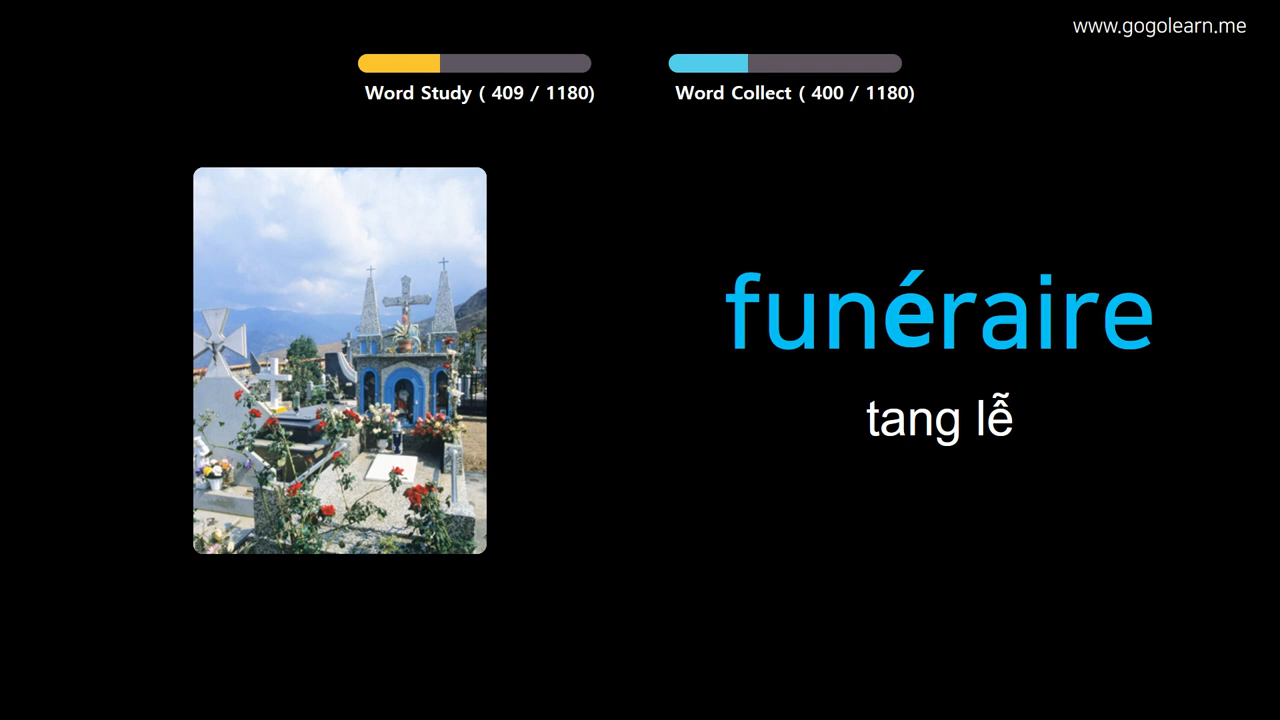 www.gogolearn.me
Word Study ( 409 / 1180)
Word Collect ( 400 / 1180)
funéraire
tang lễ